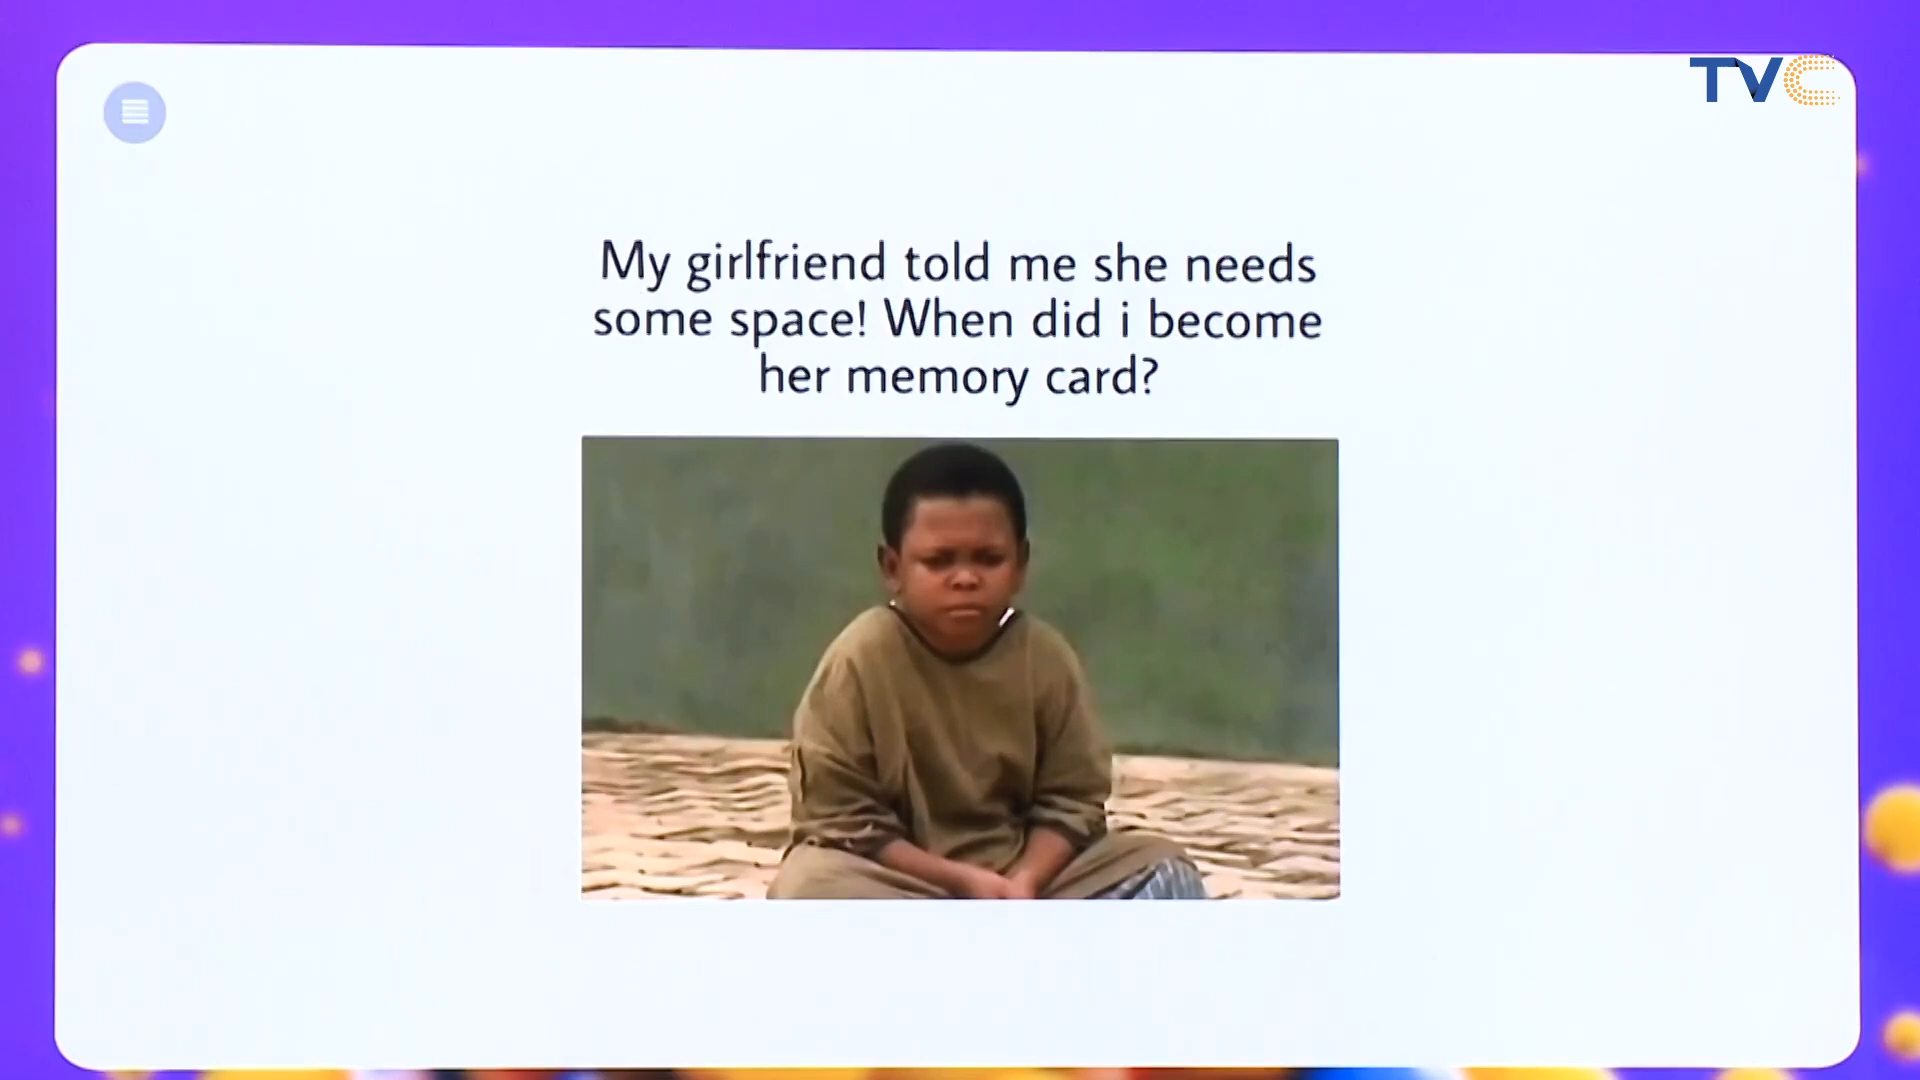 TVC
My girlfriend told me she needs
some space! When did i become
her memory card?